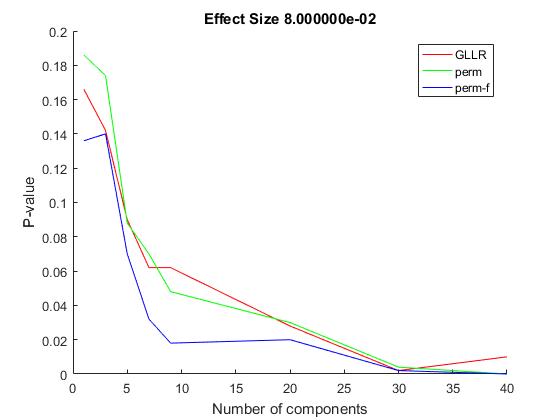 Effect Size 8.000000e-02
GLLR
perm
perm-f
P-value
0.2
0.18
0.16
0.14
0.12
0.1
0.08
0.06
0.04
0.02
0
0 5 10 15 20 25 30 35 40
Number of components